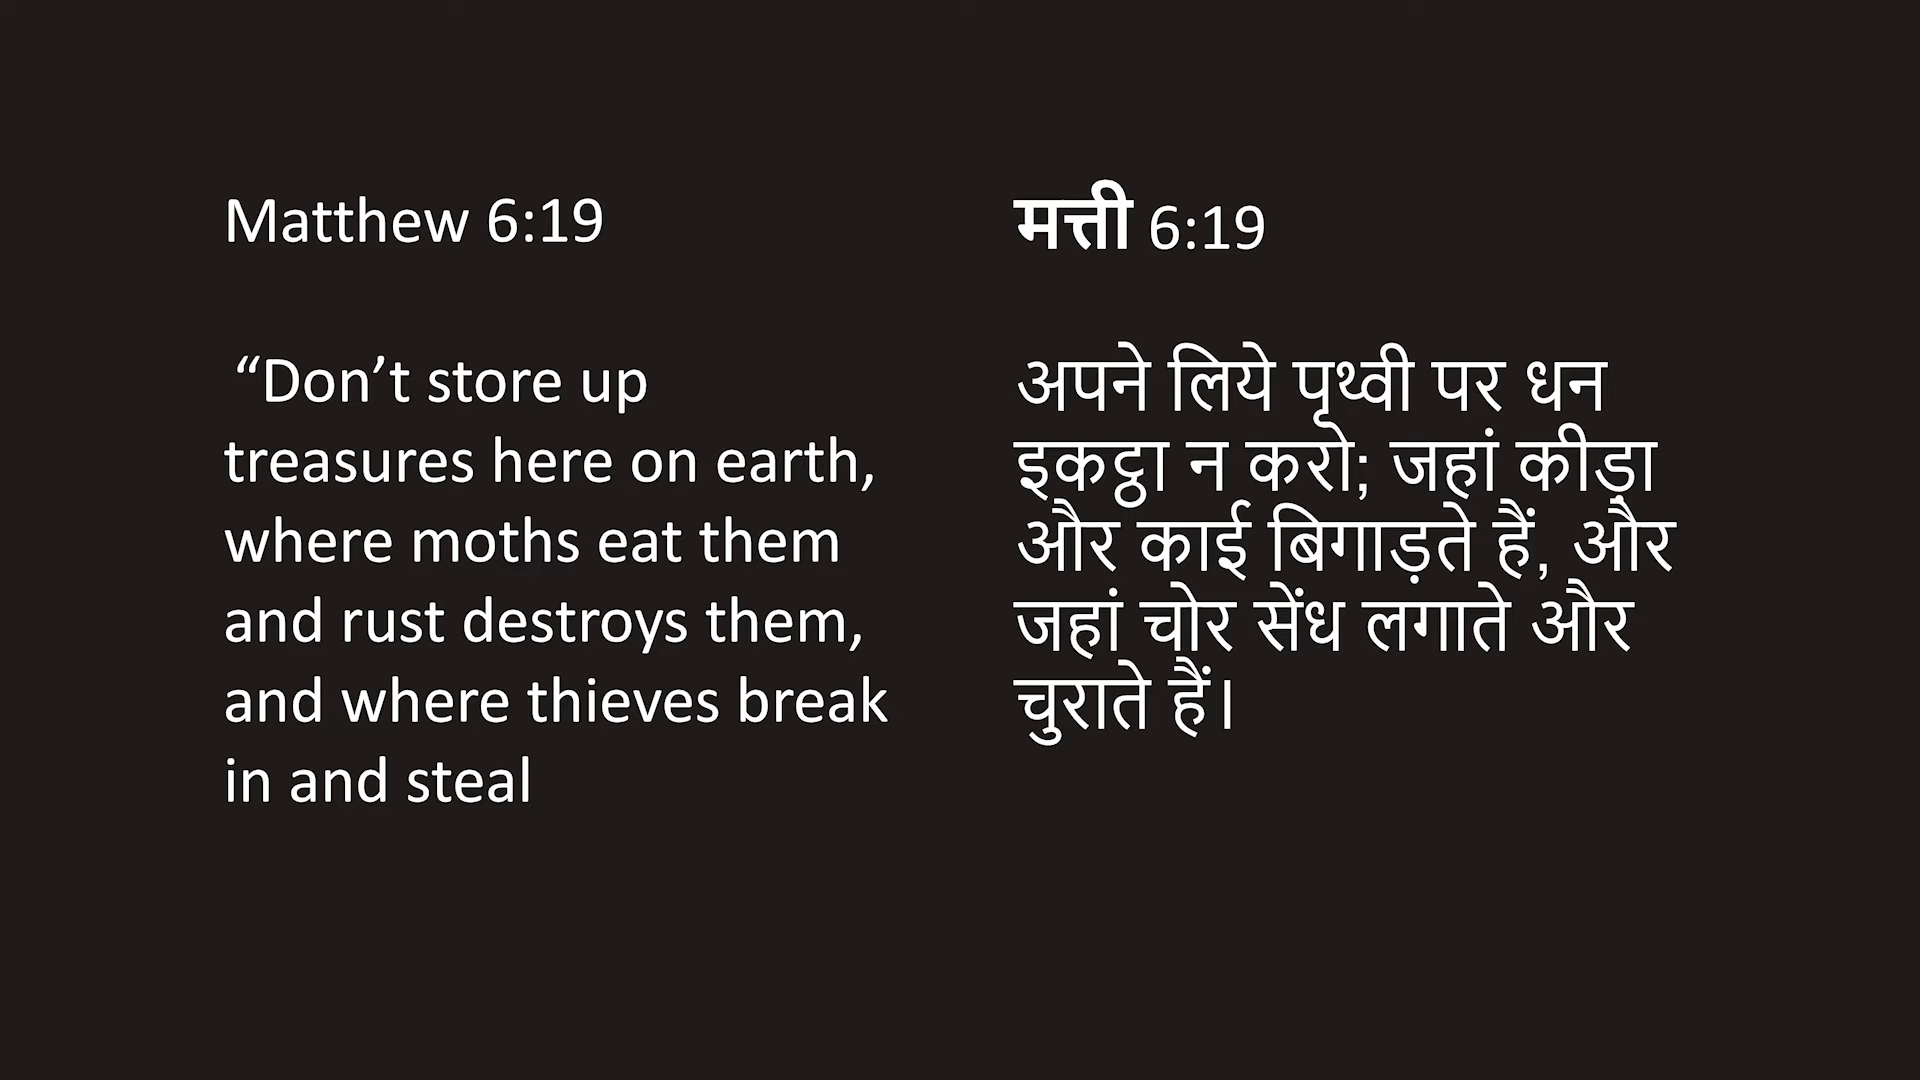 Matthew 6:19
“Don’t store up
treasures here on earth,
where moths eat them
and rust destroys them,
and where thieves break
in and steal
मत्ती 6:19
अपने लिये पृथ्वी पर धन
इकट्ठा न करो; जहां कीड़ा
और काई बिगाड़ते हैं, और
जहां चोर सेंध लगाते और
चुराते हैं।